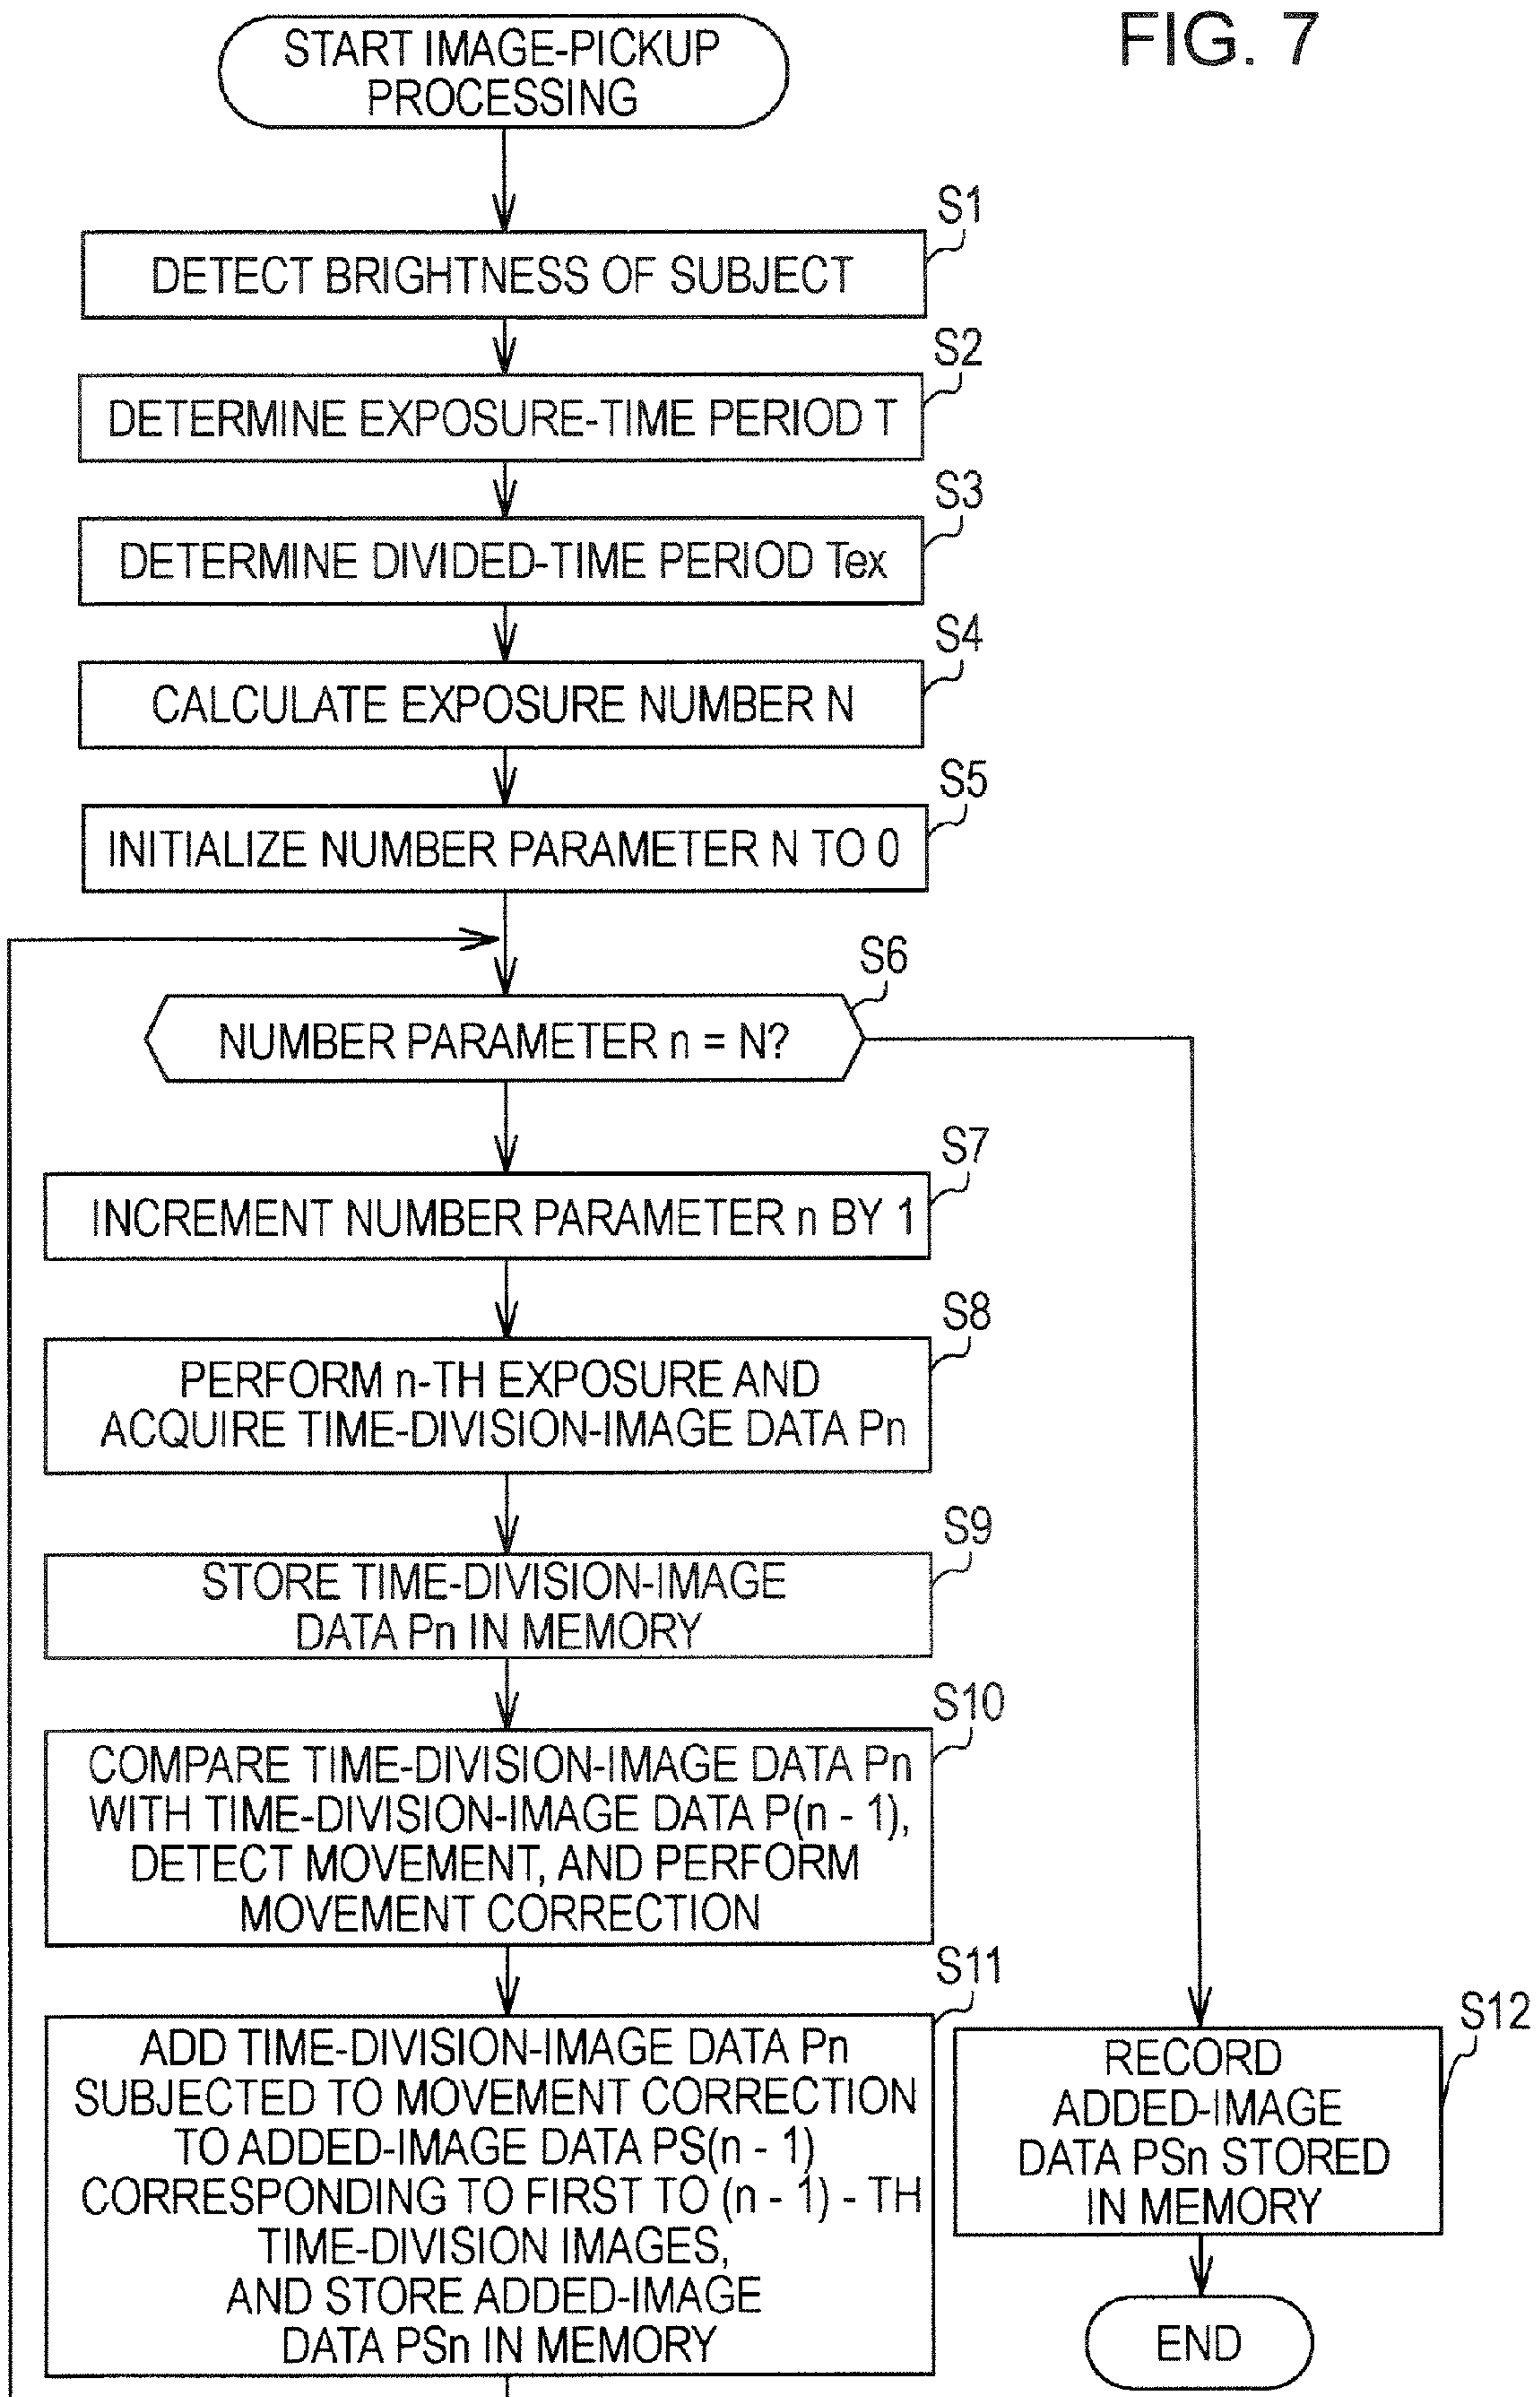 FIG. 7
START IMAGE-PICKUP
PROCESSING
S1
DETECT BRIGHTNESS OF SUBJECT
S2
DETERMINE EXPOSURE-TIME PERIOD T
S3
DETERMINE DIVIDED-TIME PERIOD Tex
S4
CALCULATE EXPOSURE NUMBER N
S5
INITIALIZE NUMBER PARAMETER N TO 0
S6
NUMBER PARAMETER n = N?
S7
INCREMENT NUMBER PARAMETER n BY 1
S8
PERFORM n-TH EXPOSURE AND
ACQUIRE TIME-DIVISION-IMAGE DATA Pn
S9
STORE TIME-DIVISION-IMAGE
DATA Pn IN MEMORY
S10
COMPARE TIME-DIVISION-IMAGE DATA Pn
WITH TIME-DIVISION-IMAGE DATA P(n - 1),
DETECT MOVEMENT, AND PERFORM
MOVEMENT CORRECTION
S11
ADD TIME-DIVISION-IMAGE DATA Pn
SUBJECTED TO MOVEMENT CORRECTION
TO ADDED-IMAGE DATA PS(n - 1)
CORRESPONDING TO FIRST TO (n - 1) - TH
TIME-DIVISION IMAGES,
AND STORE ADDED-IMAGE
DATA PSn IN MEMORY
S12
RECORD
ADDED-IMAGE
DATA PSn STORED
IN MEMORY
END